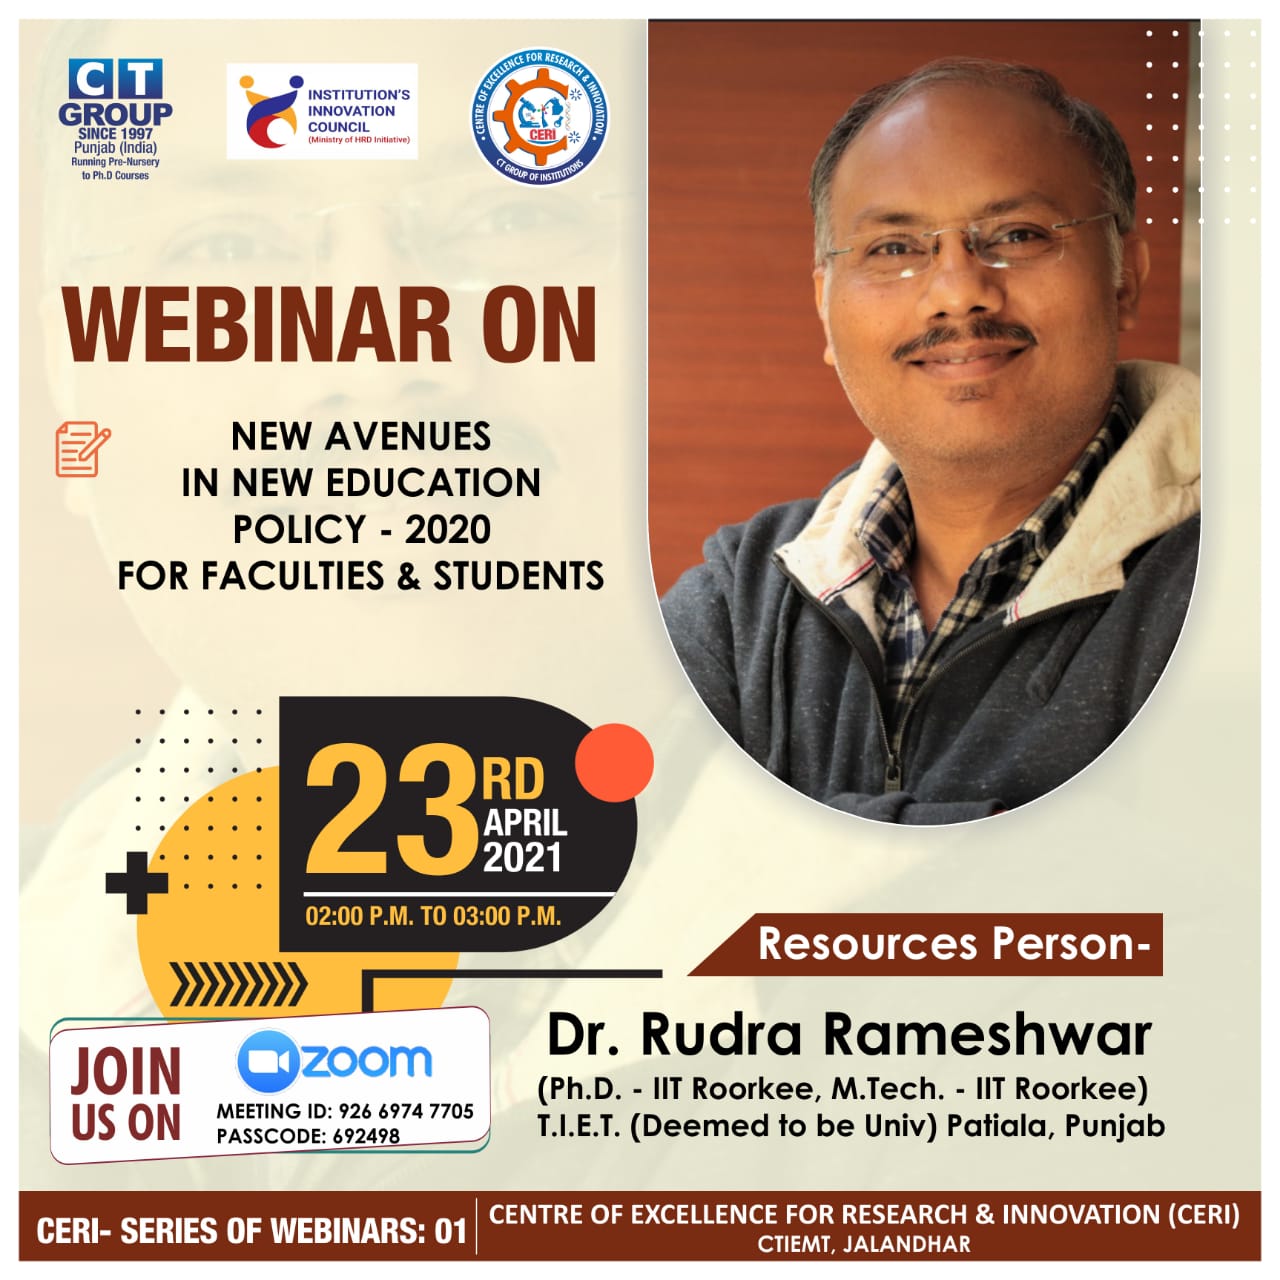 CT
GROUP
SINCE 1997
Punjab (India)
Running Pre-Nursery
to Ph.D Courses
INSTITUTION'S
INNOVATION
COUNCIL
(Ministry of HRD Initiative)
CENTRE OF EXCELLENCE FOR RESEARCH & INNOVATION
CERI
CT GROUP OF INSTITUTIONS
WEBINAR ON
NEW AVENUES
IN NEW EDUCATION
POLICY - 2020
FOR FACULTIES & STUDENTS
23RD
APRIL
2021
02:00 P.M. TO 03:00 P.M.
Resources Person-
Dr. Rudra Rameshwar
(Ph.D. - IIT Roorkee, M.Tech. - IIT Roorkee)
T.I.E.T. (Deemed to be Univ) Patiala, Punjab
JOIN
US ON
zoom
MEETING ID: 926 6974 7705
PASSCODE: 692498
CERI- SERIES OF WEBINARS: 01
CENTRE OF EXCELLENCE FOR RESEARCH & INNOVATION (CERI)
CTIEMT, JALANDHAR